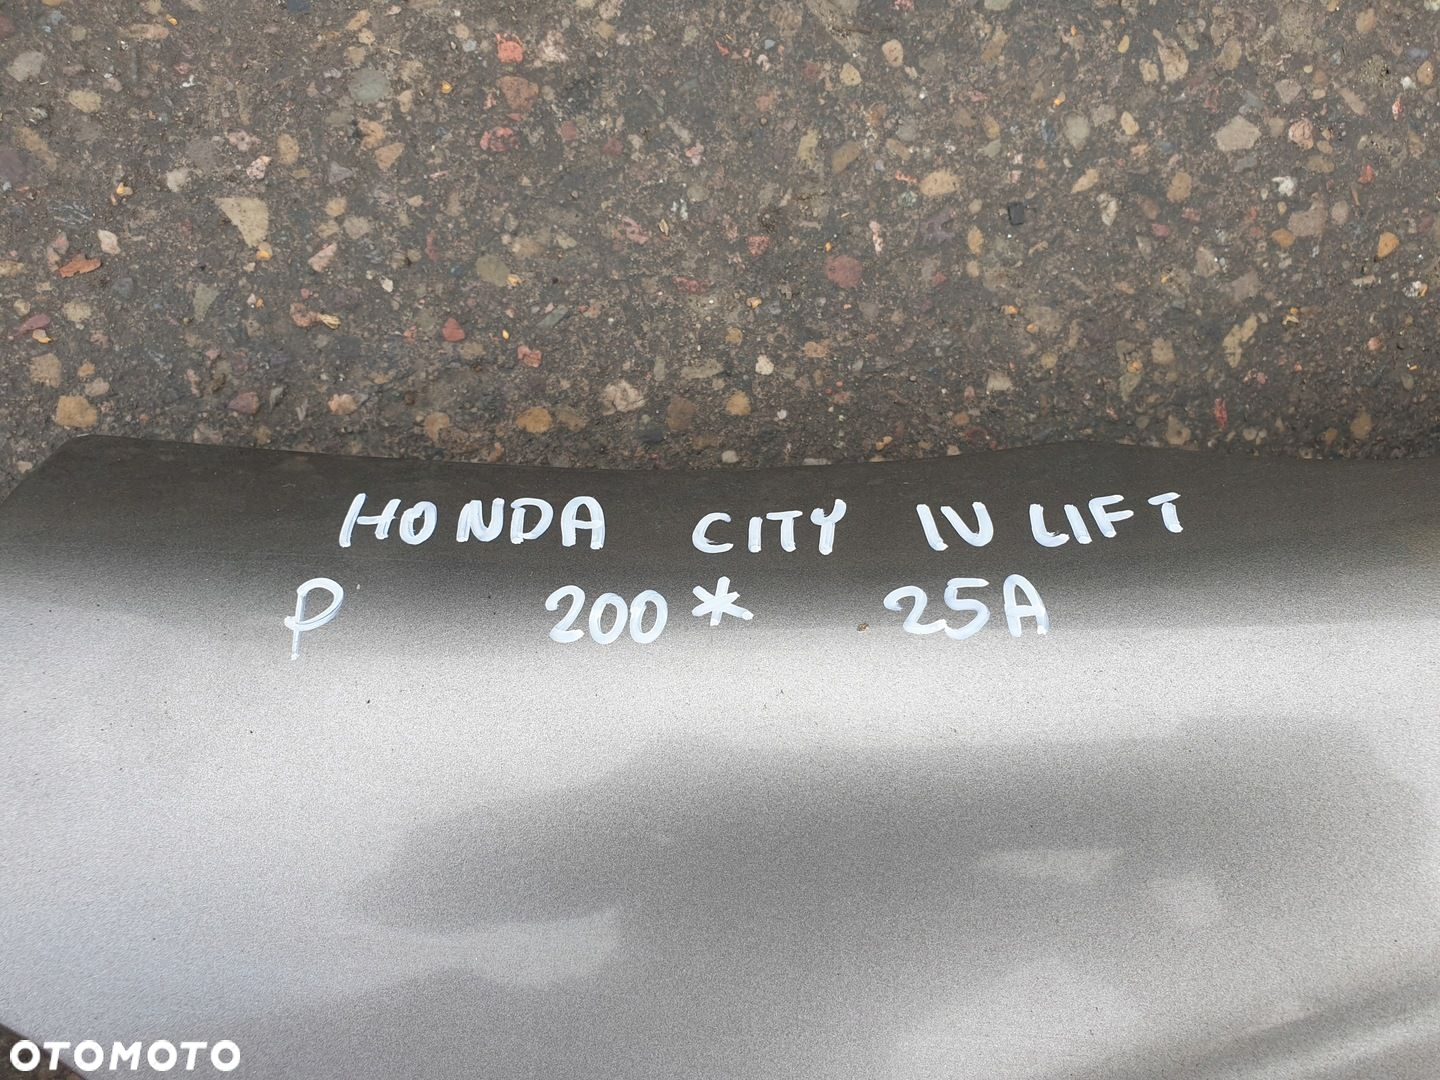 HONDA CITY IV LIFT
P 200* 25A
OTOMOTO